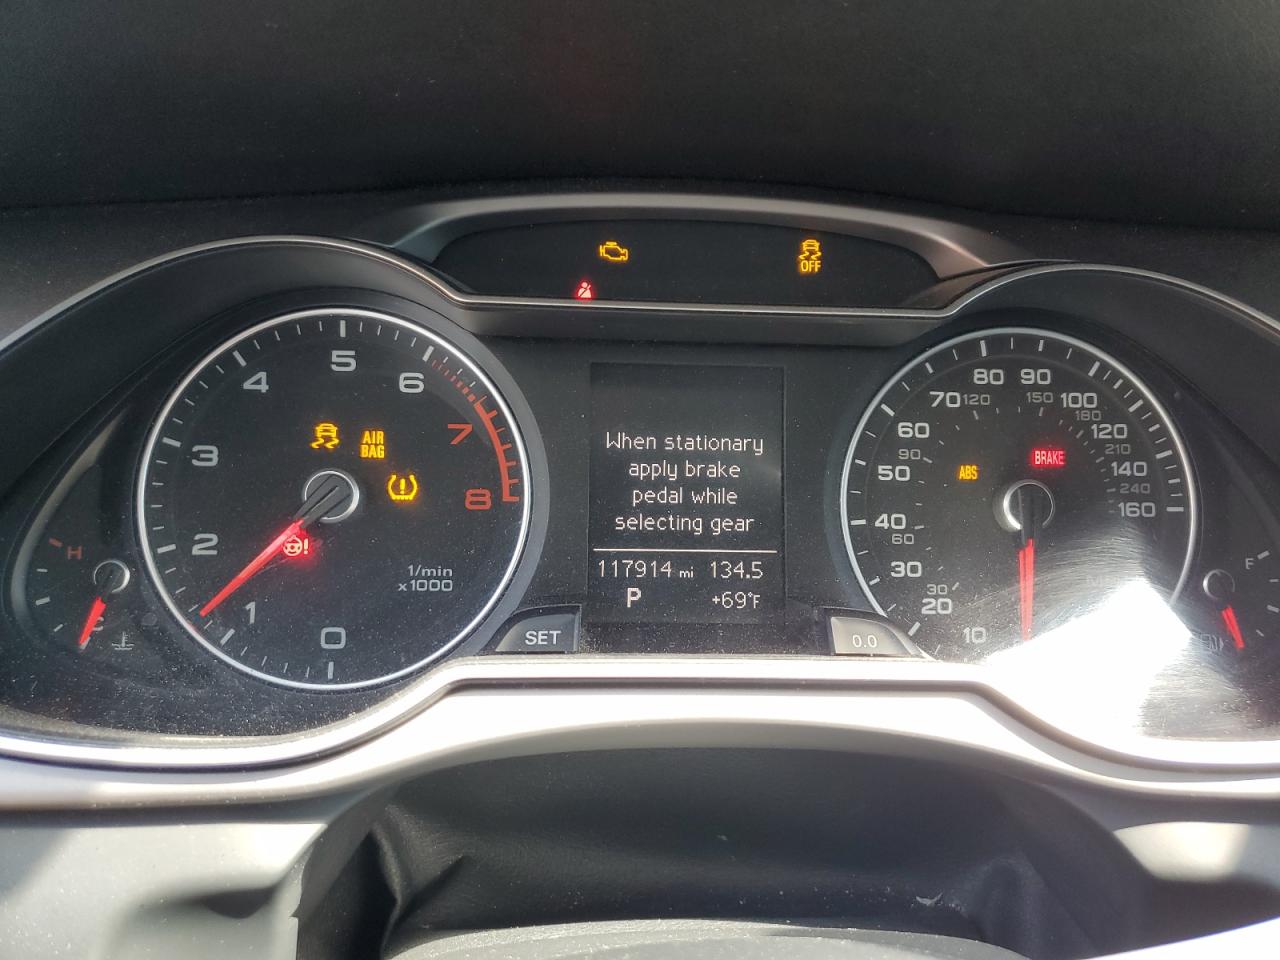 OFF
5
4
6
3
7
8
2
1
0
AIR
BAG
1/min
x1000
H
C
When stationary
apply brake
pedal while
selecting gear
117914 mi 134.5
P +69°F
SET
0.0
80 90
70 120 150 100
60 180 120
90 210
50 140
240
40 160
60
30
30
20
10
ABS
BRAKE
F